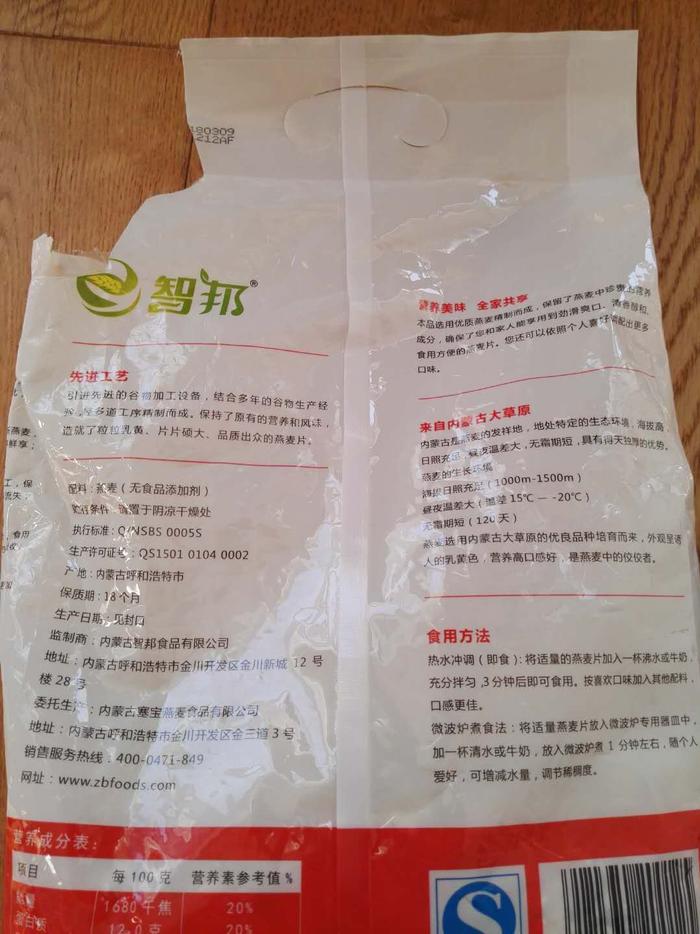 180309
1212AF
智邦®
先进工艺
引进先进的谷物加工设备，结合多年的谷物生产经
验，经多道工序精制而成。保持了原有的营养和风味，
造就了粒粒乳黄、片片硕大、品质出众的燕麦片。
配料：燕麦（无食品添加剂）
贮存条件：请置于阴凉干燥处
执行标准：Q/NSBS 0005S
生产许可证号：QS1501 0104 0002
产地：内蒙古呼和浩特市
保质期：18个月
生产日期：见封口
监制商：内蒙古智邦食品有限公司
地址：内蒙古呼和浩特市金川开发区金川新城 12 号
楼 28 号
委托生产：内蒙古塞宝燕麦食品有限公司
地址：内蒙古呼和浩特市金川开发区金三道 3 号
销售服务热线：400-0471-849
网址：www.zbfoods.com
营养美味 全家共享
本品选用优质燕麦精制而成，保留了燕麦中珍贵的营养
成分，确保了您和家人能享用到劲滑爽口、清香醇和、
食用方便的燕麦片。您还可以依照个人喜好调配出更多
口味。
来自内蒙古大草原
内蒙古是燕麦的发祥地，地处特定的生态环境，海拔高，
日照充足，昼夜温差大，无霜期短，具有得天独厚的优势。
燕麦的生长环境
海拔日照充足（1000m-1500m）
昼夜温差大（温差 15℃ — -20℃）
无霜期短（120天）
燕麦选用内蒙古大草原的优良品种培育而来，外观呈诱
人的乳黄色，营养高口感好，是燕麦中的佼佼者。
食用方法
热水冲调（即食）：将适量的燕麦片加入一杯沸水或牛奶，
充分拌匀，3分钟后即可食用。按喜欢口味加入其他配料，
口感更佳。
微波炉煮食法：将适量燕麦片放入微波炉专用器皿中，
加一杯清水或牛奶，放入微波炉煮 1 分钟左右，随个人
爱好，可增减水量，调节稀稠度。
营养成分表：
项目 每 100 克 营养素参考值 %
能量 1680 千焦 20%
蛋白质 12.0 克 20%